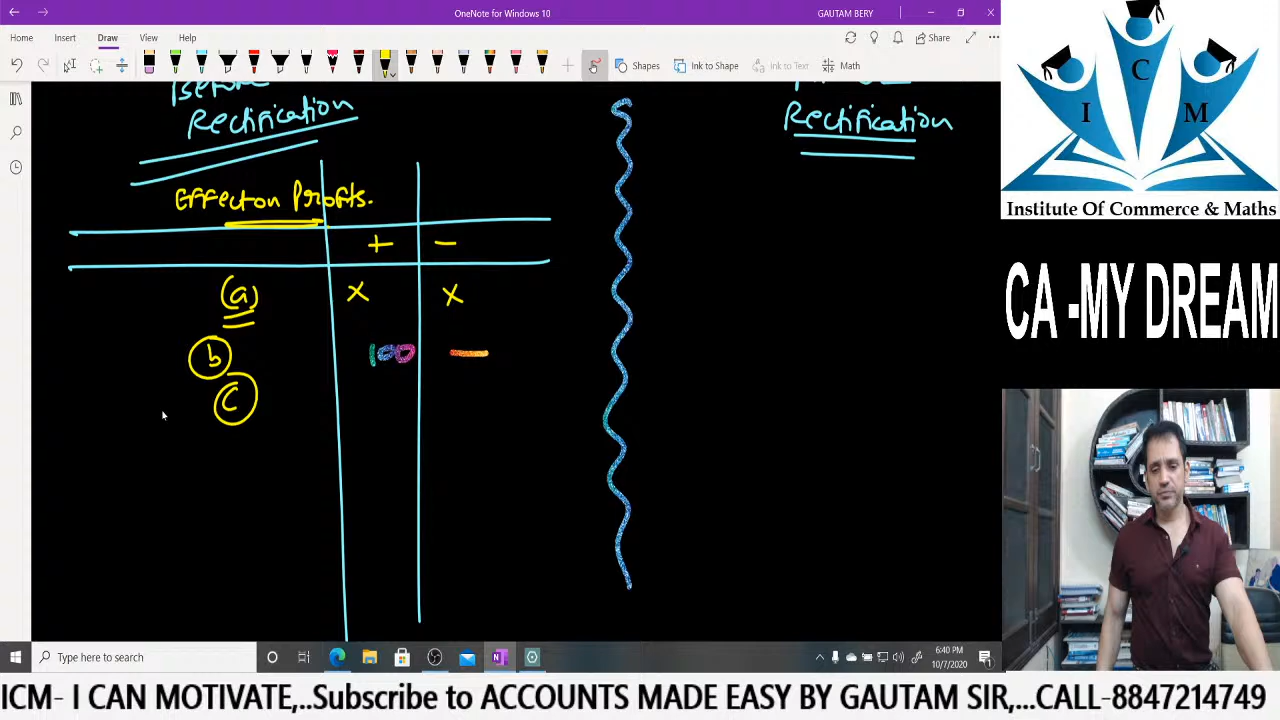 OneNote for Windows 10
GAUTAM BERY
Home Insert Draw View Help
Share
Shapes Ink to Shape Ink to Text Math
Before
Rectification
Rectification
Effect on Profits.
+ −
(a) X X
b 100 —
C
I C M
Institute Of Commerce & Maths
CA -MY DREAM
Type here to search
6:40 PM
10/7/2020
ICM- I CAN MOTIVATE,..Subscribe to ACCOUNTS MADE EASY BY GAUTAM SIR,...CALL-8847214749